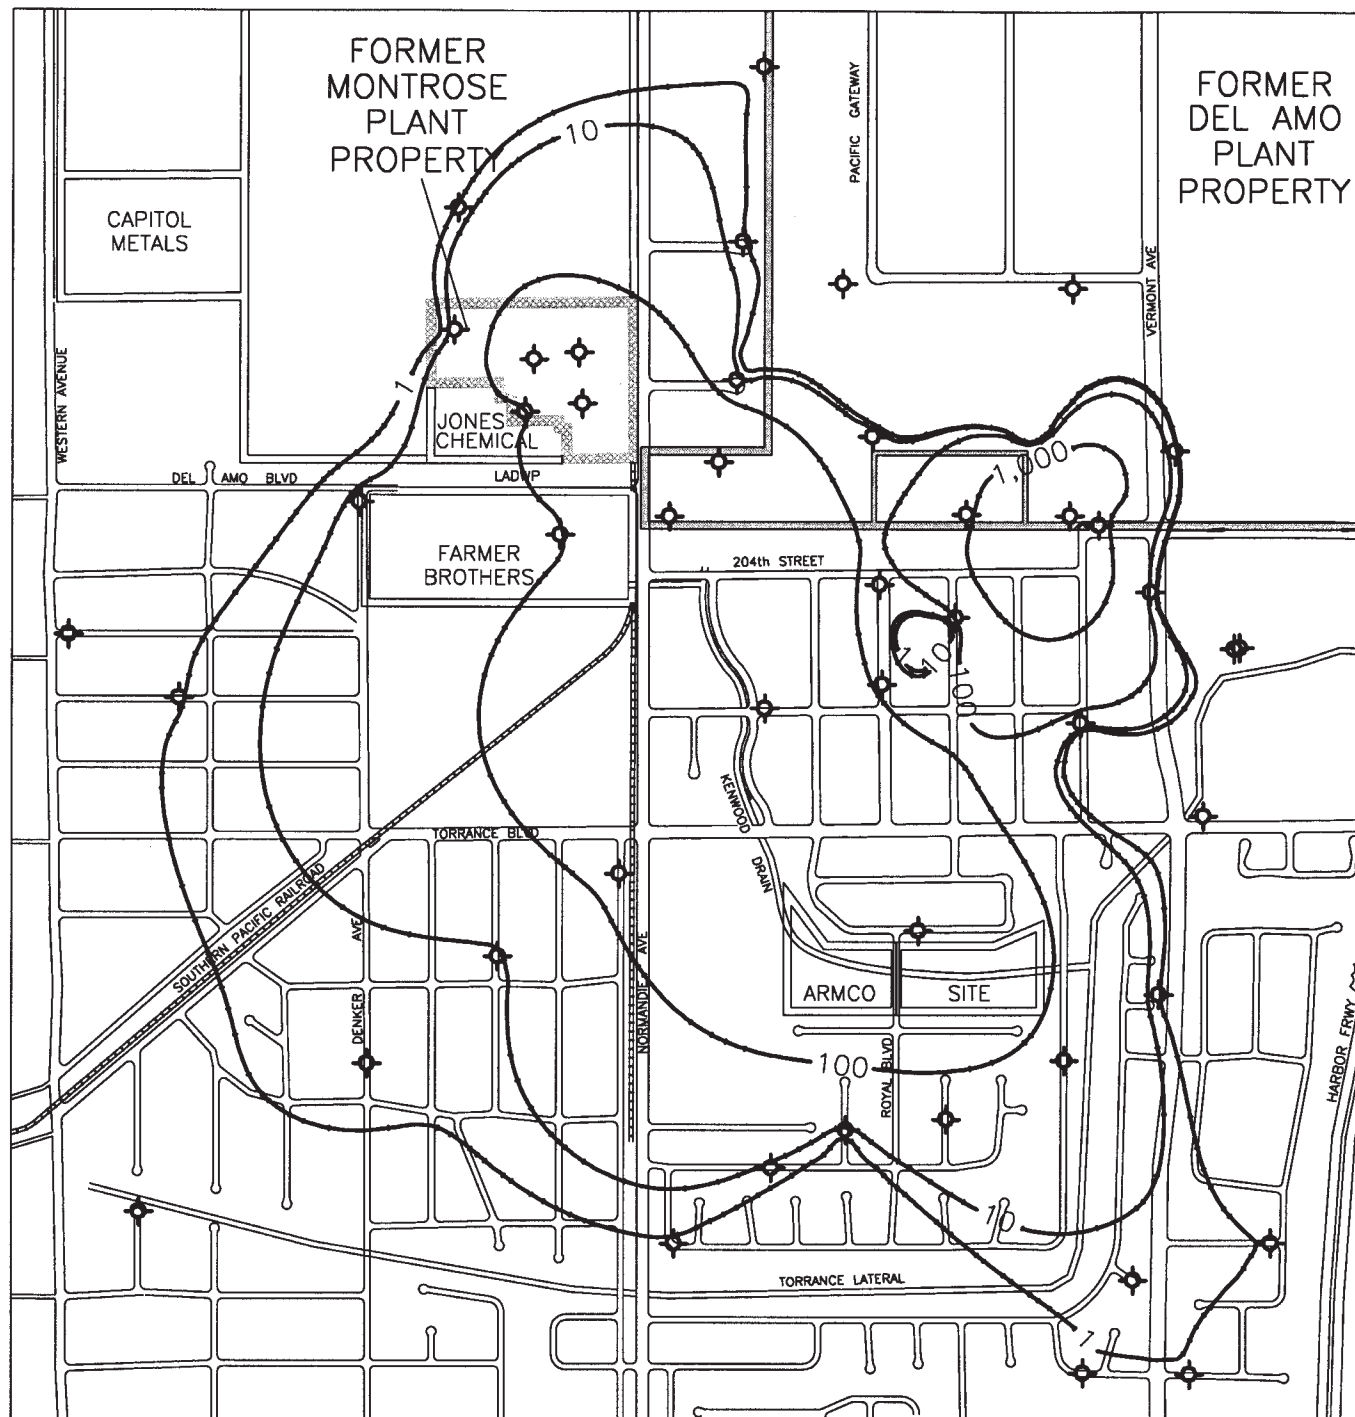 FORMER
MONTROSE
PLANT
PROPERTY
PACIFIC GATEWAY
FORMER
DEL AMO
PLANT
PROPERTY
10
CAPITOL
METALS
VERMONT AVE
WESTERN AVENUE
1
JONES
CHEMICAL
1,000
DEL AMO BLVD
LADWP
FARMER
BROTHERS
204th STREET
1
10
100
KENWOOD
DRAIN
TORRANCE BLVD
SOUTHERN PACIFIC RAILROAD
DENKER AVE
NORMANDIE AVE
ARMCO SITE
ROYAL BLVD
HARBOR FRWY
100
10
TORRANCE LATERAL
1